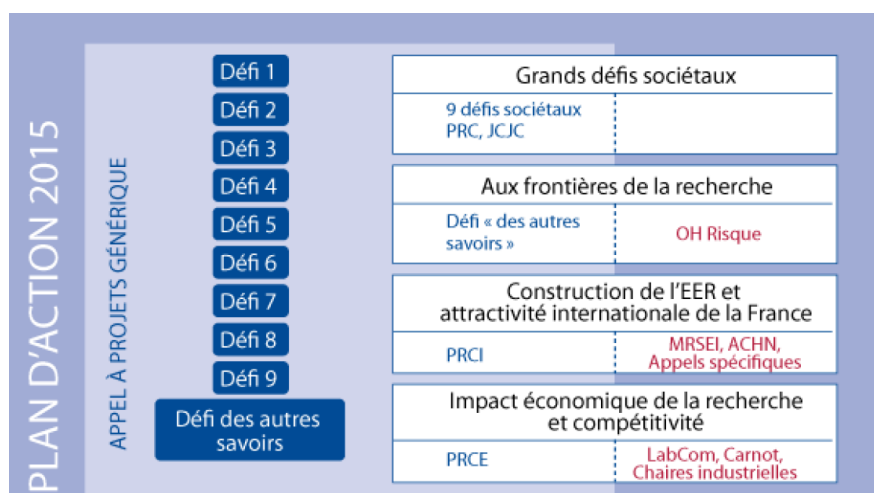 PLAN D'ACTION 2015
APPEL À PROJETS GÉNÉRIQUE
Défi 1
Défi 2
Défi 3
Défi 4
Défi 5
Défi 6
Défi 7
Défi 8
Défi 9
Défi des autres
savoirs
Grands défis sociétaux
9 défis sociétaux
PRC, JCJC
Aux frontières de la recherche
Défi « des autres
savoirs »
OH Risque
Construction de l'EER et
attractivité internationale de la France
PRCI
MRSEI, ACHN,
Appels spécifiques
Impact économique de la recherche
et compétitivité
PRCE
LabCom, Carnot,
Chaires industrielles